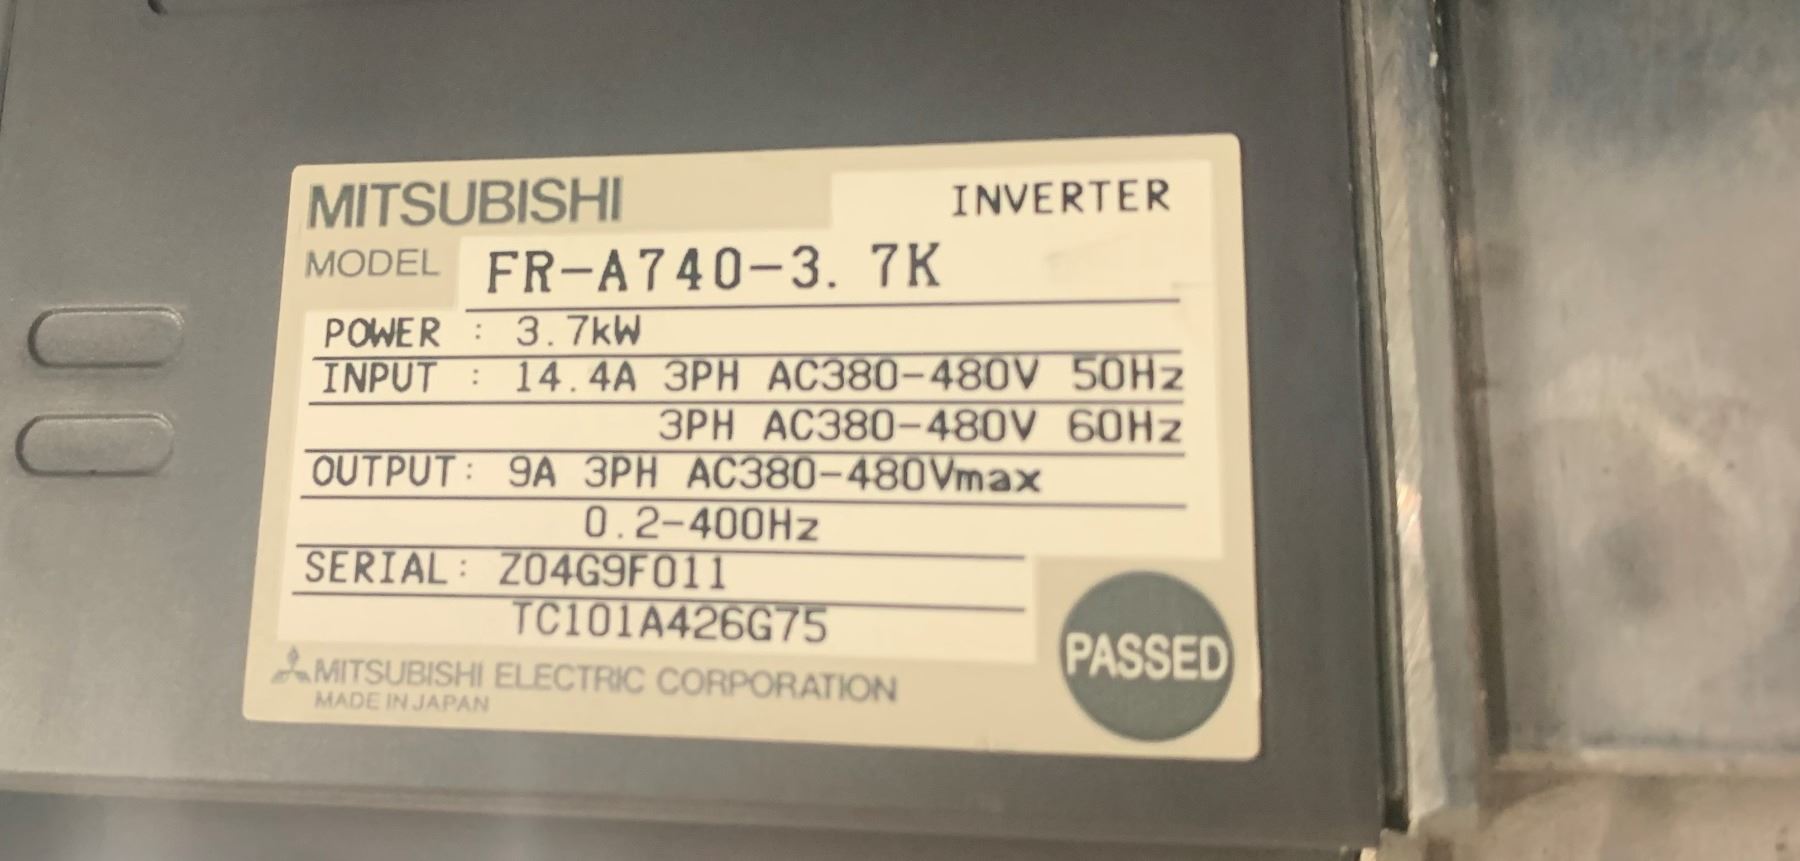 MITSUBISHI INVERTER
MODEL FR-A740-3.7K
POWER : 3.7kW
INPUT : 14.4A 3PH AC380-480V 50Hz
3PH AC380-480V 60Hz
OUTPUT: 9A 3PH AC380-480Vmax
0.2-400Hz
SERIAL: Z04G9F011
TC101A426G75
PASSED
MITSUBISHI ELECTRIC CORPORATION
MADE IN JAPAN